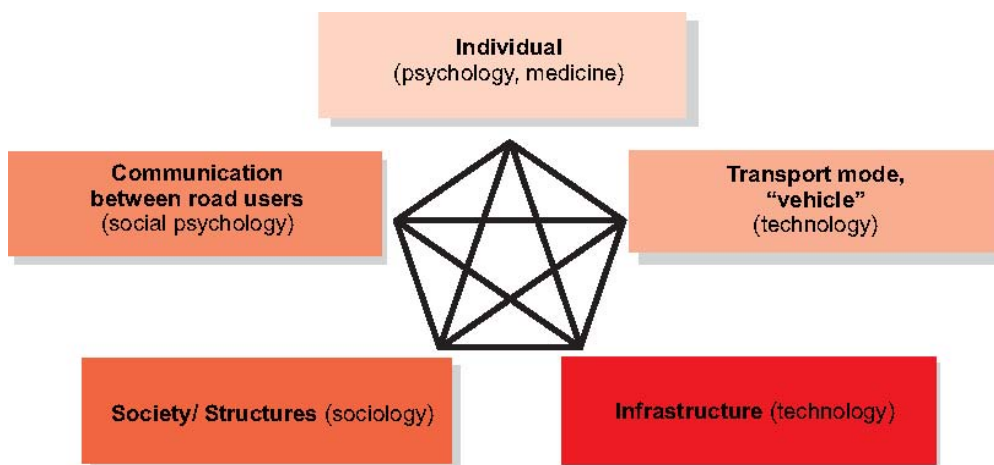 Individual
(psychology, medicine)
Communication
between road users
(social psychology)
Transport mode,
“vehicle”
(technology)
Society/ Structures (sociology)
Infrastructure (technology)